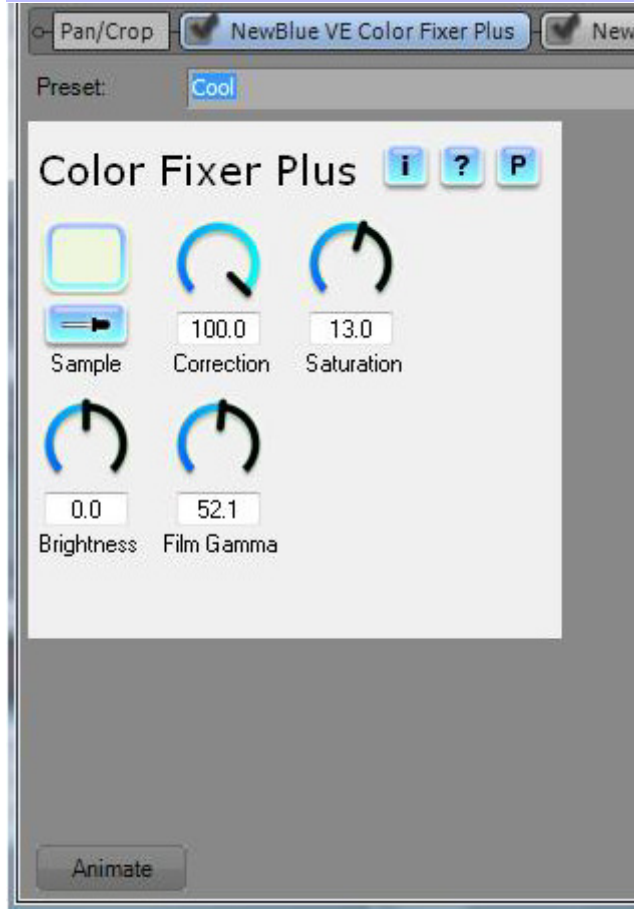 Pan/Crop NewBlue VE Color Fixer Plus New
Preset: Cool
Color Fixer Plus i ? P
100.0 13.0
Sample Correction Saturation
0.0 52.1
Brightness Film Gamma
Animate